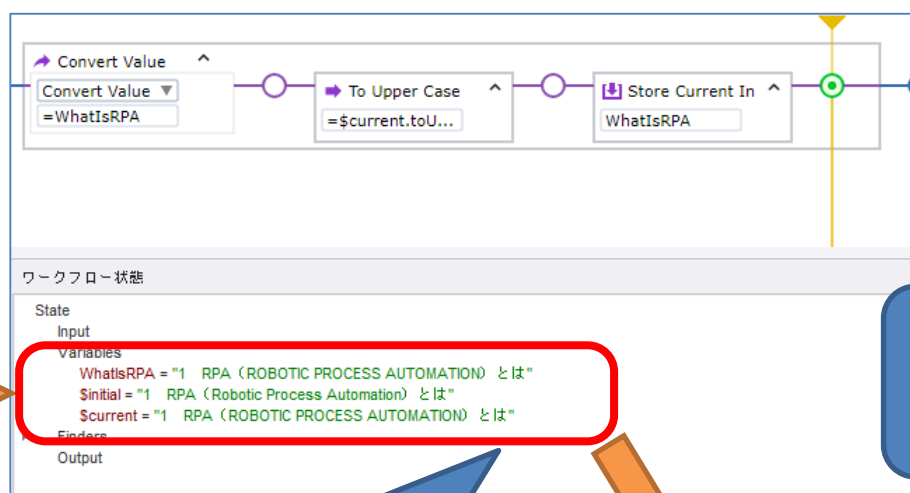 Convert Value
Convert Value
=WhatIsRPA
To Upper Case
=$current.toU...
Store Current In
WhatIsRPA
ワークフロー状態
State
Input
Variables
WhatIsRPA = "1　RPA（ROBOTIC PROCESS AUTOMATION）とは"
$initial = "1　RPA（Robotic Process Automation）とは"
$current = "1　RPA（ROBOTIC PROCESS AUTOMATION）とは"
Finders
Output